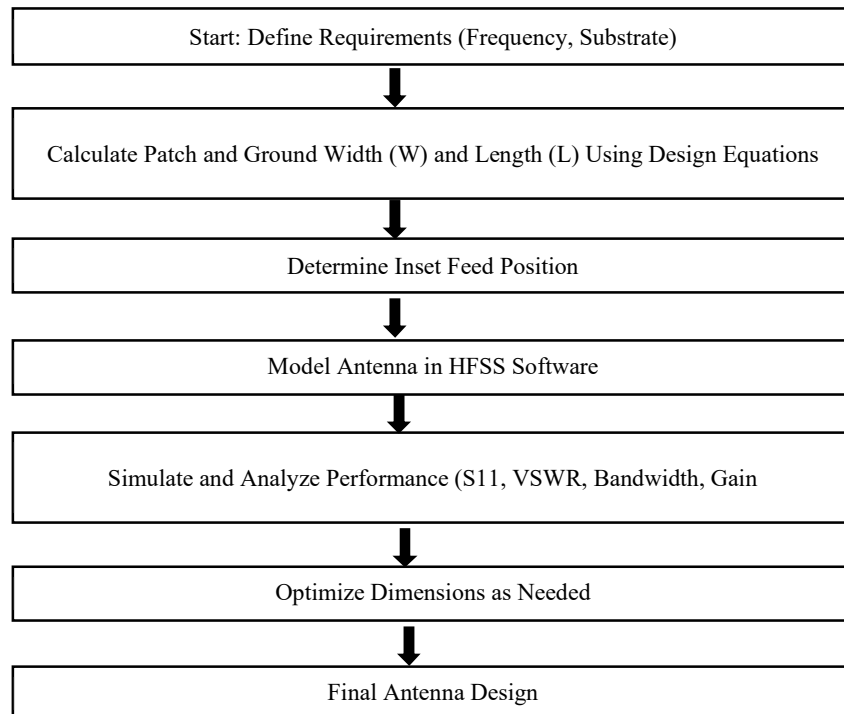 Start: Define Requirements (Frequency, Substrate)
Calculate Patch and Ground Width (W) and Length (L) Using Design Equations
Determine Inset Feed Position
Model Antenna in HFSS Software
Simulate and Analyze Performance (S11, VSWR, Bandwidth, Gain
Optimize Dimensions as Needed
Final Antenna Design